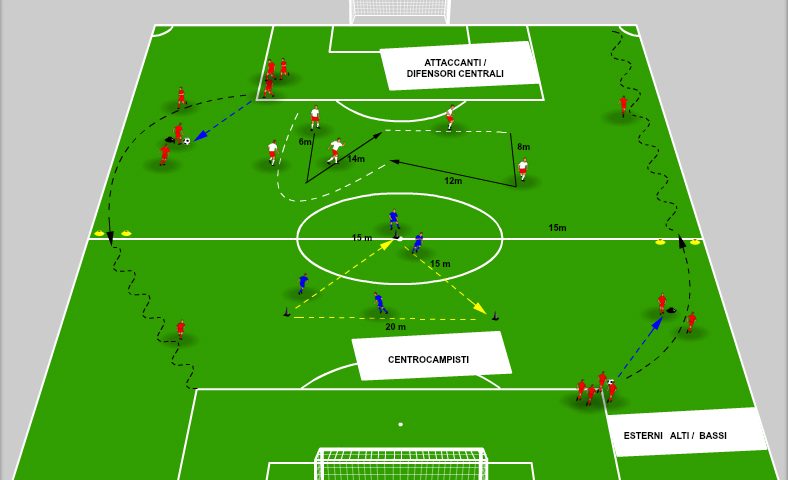 ATTACCANTI /
DIFENSORI CENTRALI
6m
14m
8m
12m
15m
15 m
15 m
20 m
CENTROCAMPISTI
ESTERNI ALTI / BASSI